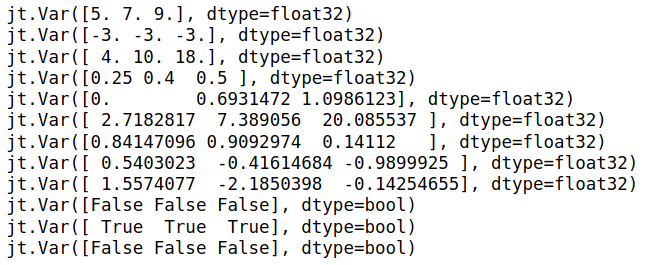 jt.Var([5. 7. 9.], dtype=float32)
jt.Var([-3. -3. -3.], dtype=float32)
jt.Var([ 4. 10. 18.], dtype=float32)
jt.Var([0.25 0.4  0.5 ], dtype=float32)
jt.Var([0.        0.6931472 1.0986123], dtype=float32)
jt.Var([ 2.7182817  7.389056  20.085537 ], dtype=float32)
jt.Var([0.84147096 0.9092974  0.14112   ], dtype=float32)
jt.Var([ 0.5403023  -0.41614684 -0.9899925 ], dtype=float32)
jt.Var([ 1.5574077  -2.1850398  -0.14254655], dtype=float32)
jt.Var([False False False], dtype=bool)
jt.Var([ True  True  True], dtype=bool)
jt.Var([False False False], dtype=bool)